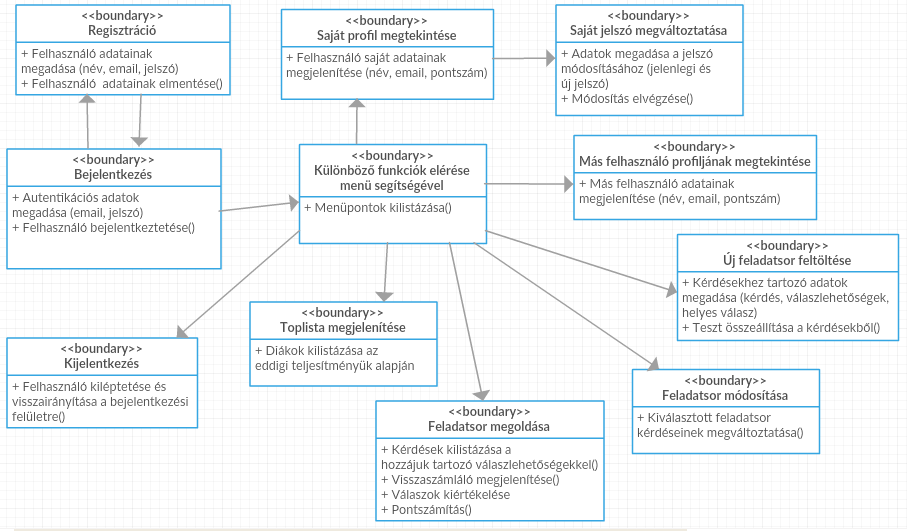 <<boundary>>
Regisztráció
+ Felhasználó adatainak
megadása (név, email, jelszó)
+ Felhasználó adatainak elmentése()
<<boundary>>
Saját profil megtekintése
+ Felhasználó saját adatainak
megjelenítése (név, email, pontszám)
<<boundary>>
Saját jelszó megváltoztatása
+ Adatok megadása a jelszó
módosításához (jelenlegi és
új jelszó)
+ Módosítás elvégzése()
<<boundary>>
Bejelentkezés
+ Autentikációs adatok
megadása (email, jelszó)
+ Felhasználó bejelentkeztetése()
<<boundary>>
Különböző funkciók elérése
menü segítségével
+ Menüpontok kilistázása()
<<boundary>>
Más felhasználó profiljának megtekintése
+ Más felhasználó adatainak
megjelenítése (név, email, pontszám)
<<boundary>>
Új feladatsor feltöltése
+ Kérdésekhez tartozó adatok
megadása (kérdés, válaszlehetőségek,
helyes válasz)
+ Teszt összeállítása a kérdésekből()
<<boundary>>
Toplista megjelenítése
+ Diákok kilistázása az
eddigi teljesítményük alapján
<<boundary>>
Kijelentkezés
+ Felhasználó kiléptetése és
visszairányítása a bejelentkezési
felületre()
<<boundary>>
Feladatsor megoldása
+ Kérdések kilistázása a
hozzájuk tartozó válaszlehetőségekkel()
+ Visszaszámláló megjelenítése()
+ Válaszok kiértékelése
+ Pontszámítás()
<<boundary>>
Feladatsor módosítása
+ Kiválasztott feladatsor
kérdéseinek megváltoztatása()